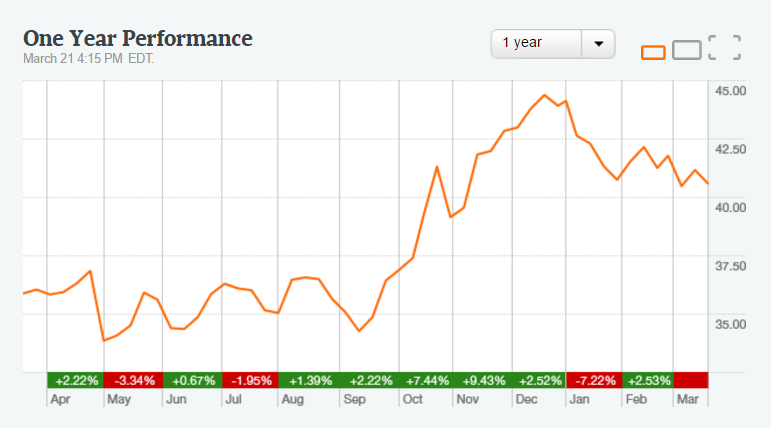 One Year Performance
March 21 4:15 PM EDT.
1 year
45.00
42.50
40.00
37.50
35.00
+2.22% -3.34% +0.67% -1.95% +1.39% +2.22% +7.44% +9.43% +2.52% -7.22% +2.53%
Apr May Jun Jul Aug Sep Oct Nov Dec Jan Feb Mar